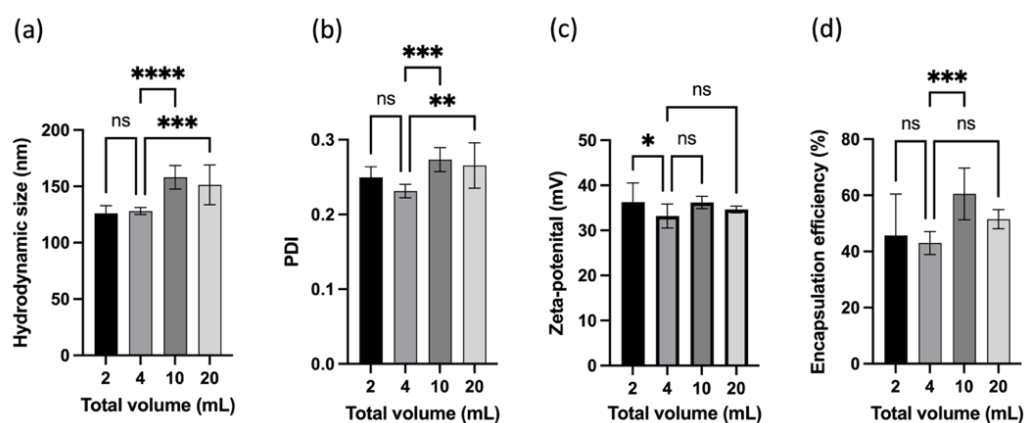 (a)
****
ns
***
Hydrodynamic size (nm)
200
150
100
50
0
2 4 10 20
Total volume (mL)
(b)
***
ns
**
PDI
0.3
0.2
0.1
0.0
2 4 10 20
Total volume (mL)
(c)
ns
*
ns
Zeta-potenital (mV)
50
40
30
20
10
0
2 4 10 20
Total volume (mL)
(d)
***
ns
ns
Encapsulation efficiency (%)
80
60
40
20
0
2 4 10 20
Total volume (mL)